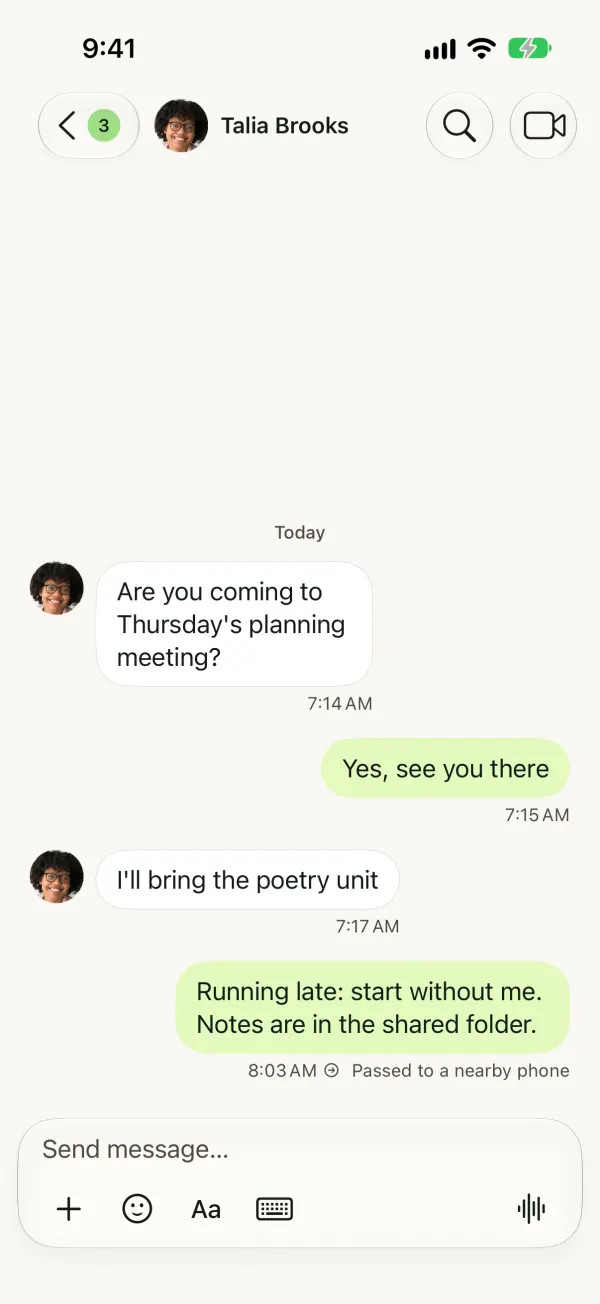 9:41
3
Talia Brooks
Today
Are you coming to
Thursday's planning
meeting?
7:14 AM
Yes, see you there
7:15 AM
I'll bring the poetry unit
7:17 AM
Running late: start without me.
Notes are in the shared folder.
8:03 AM Passed to a nearby phone
Send message...
Aa